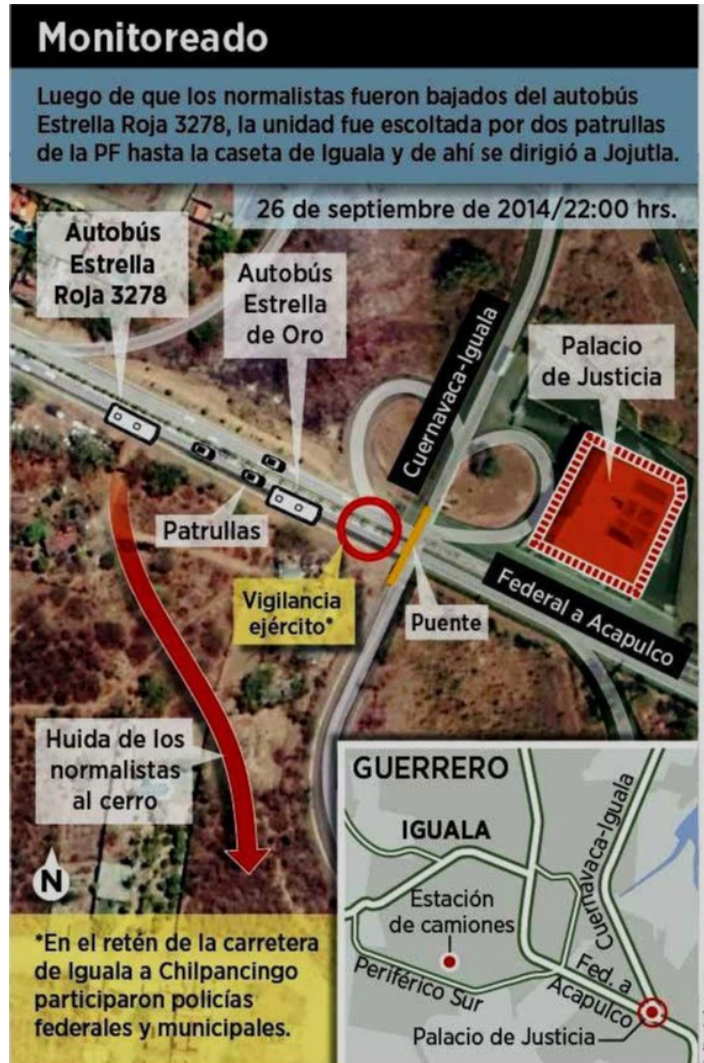 Monitoreado
Luego de que los normalistas fueron bajados del autobús
Estrella Roja 3278, la unidad fue escoltada por dos patrullas
de la PF hasta la caseta de Iguala y de ahí se dirigió a Jojutla.
26 de septiembre de 2014/22:00 hrs.
Autobús
Estrella
Roja 3278
Autobús
Estrella
de Oro
Cuernavaca-Iguala
Palacio
de Justicia
Patrullas
Vigilancia
ejército*
Puente
Federal a Acapulco
Huida de los
normalistas
al cerro
N
*En el retén de la carretera
de Iguala a Chilpancingo
participaron policías
federales y municipales.
GUERRERO
IGUALA
Cuernavaca-Iguala
Estación
de camiones
Periférico Sur
Fed. a
Acapulco
Palacio de Justicia